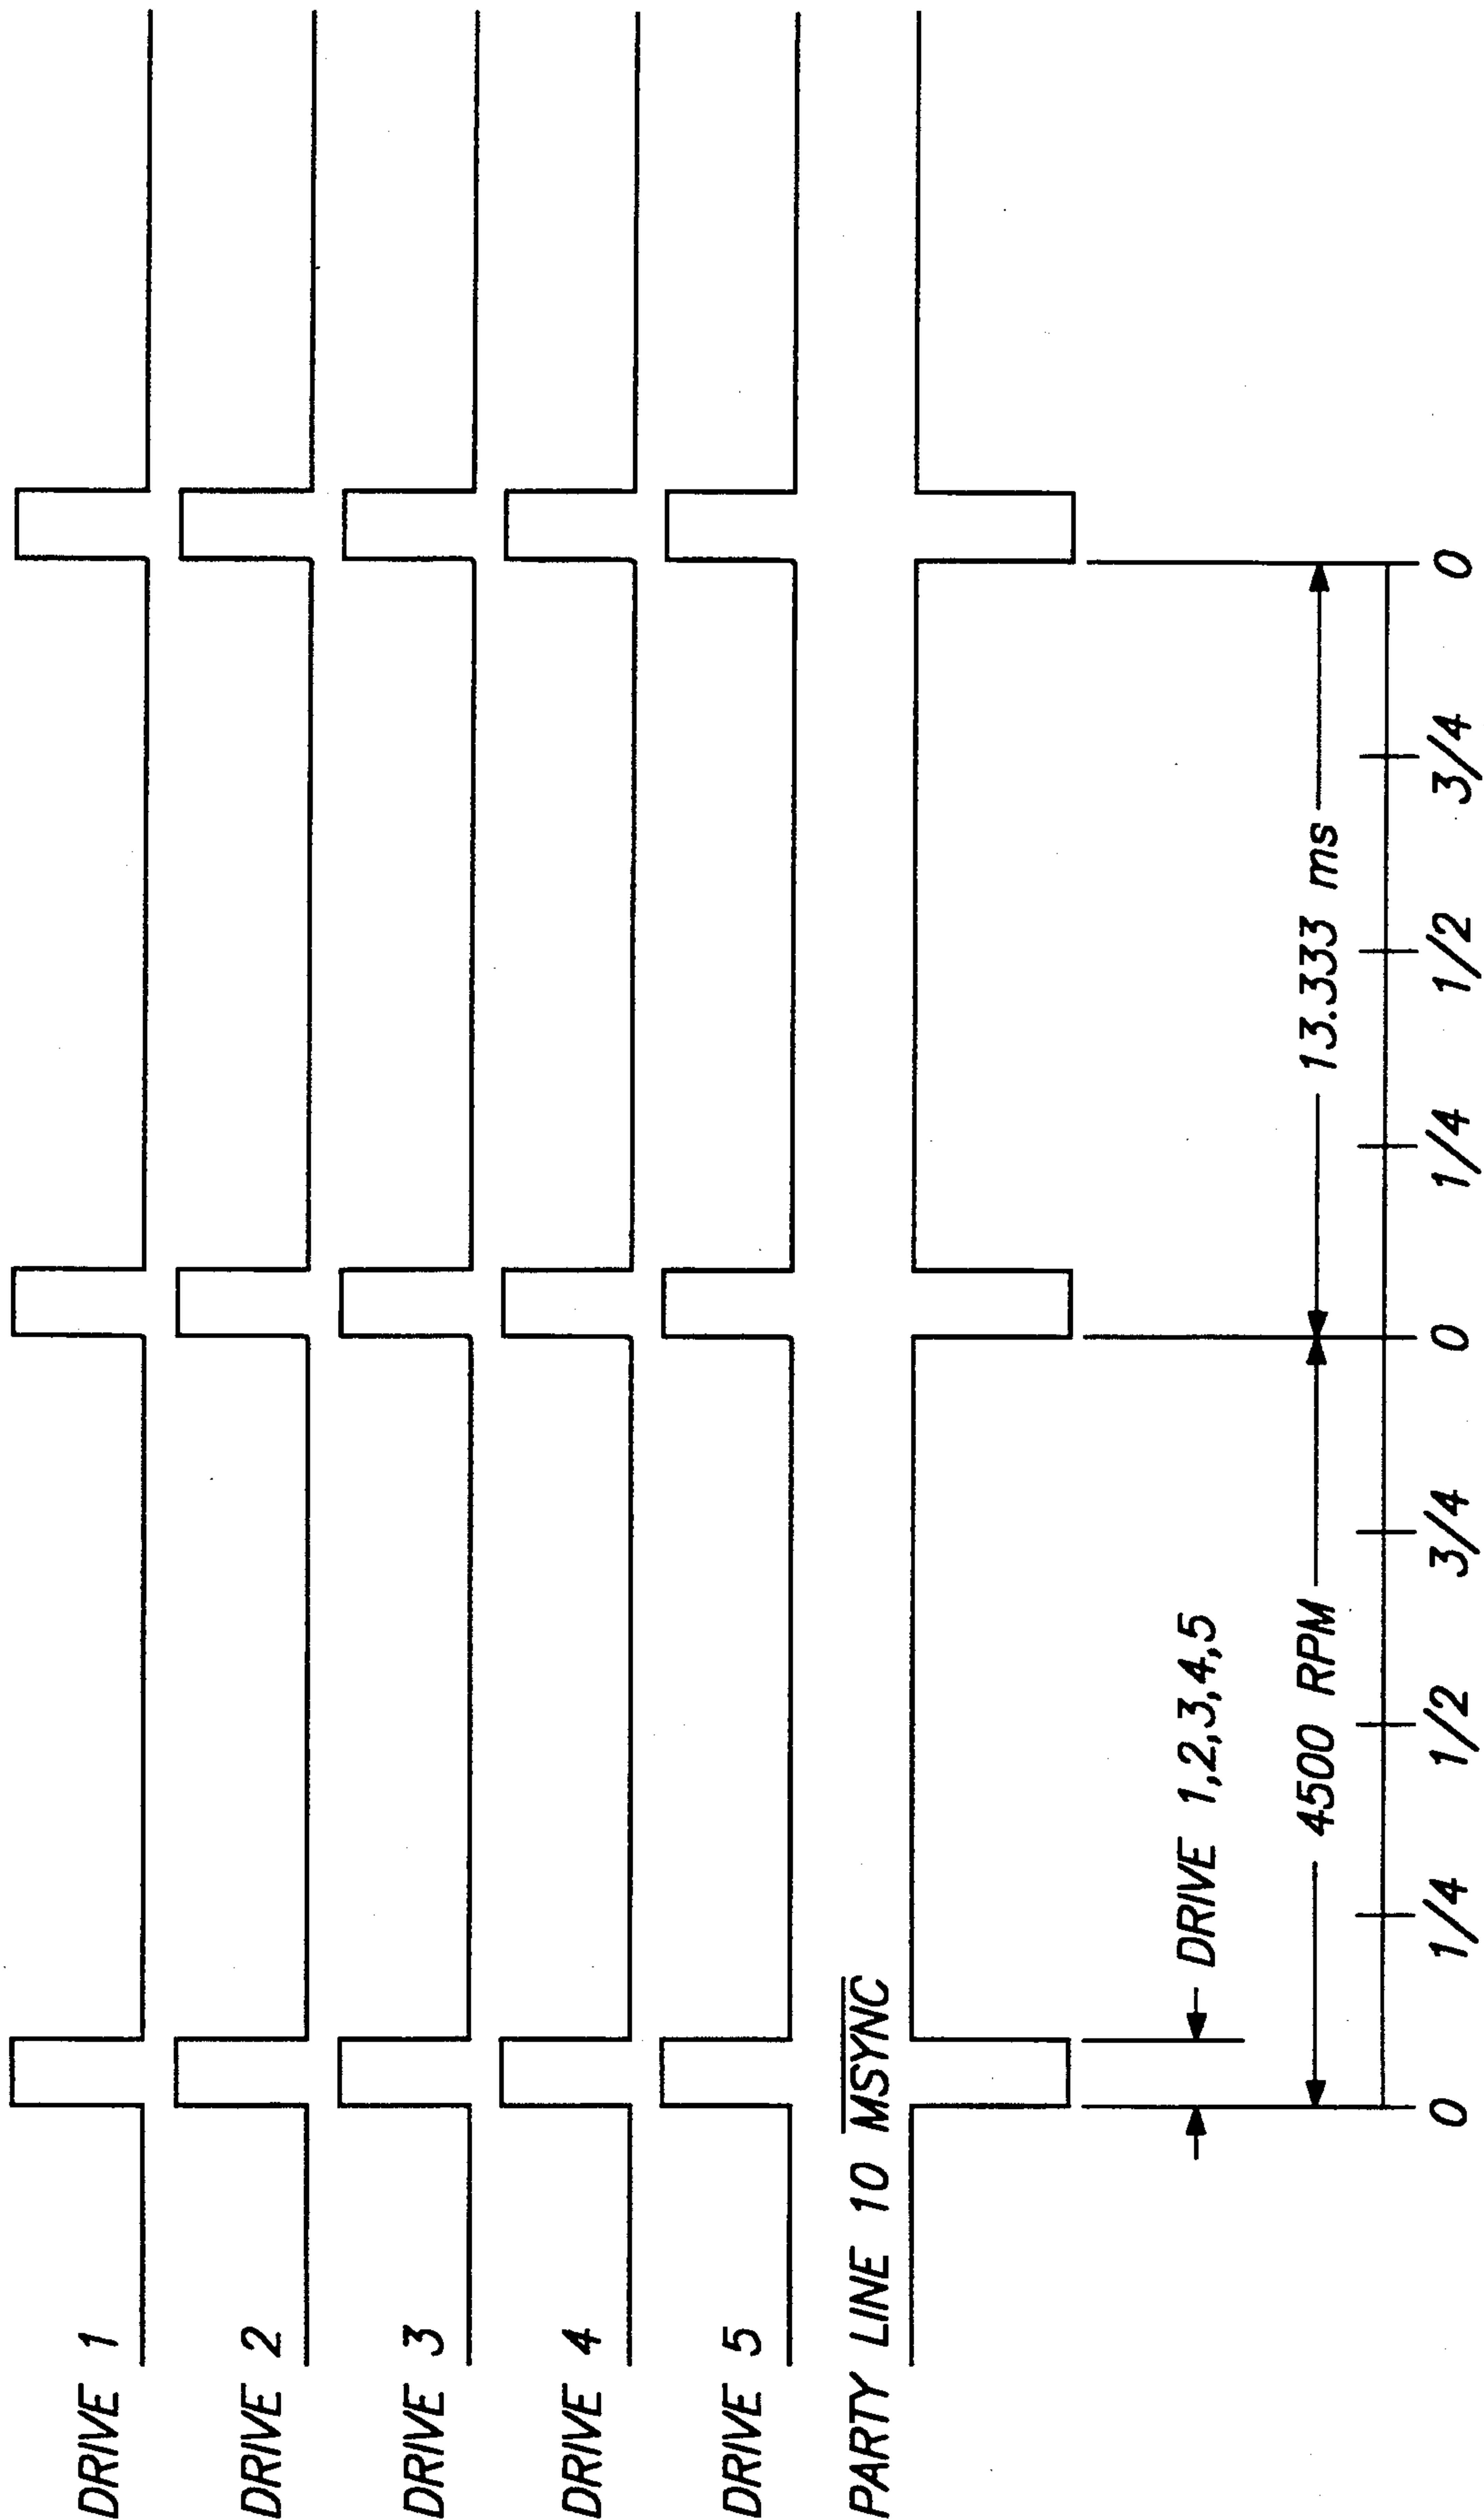 DRIVE 1
DRIVE 2
DRIVE 3
DRIVE 4
DRIVE 5
PARTY LINE 10 MSYNC
DRIVE 1,2,3,4,5
4500 RPM 13.333 ms
0 1/4 1/2 3/4 0 1/4 1/2 3/4 0